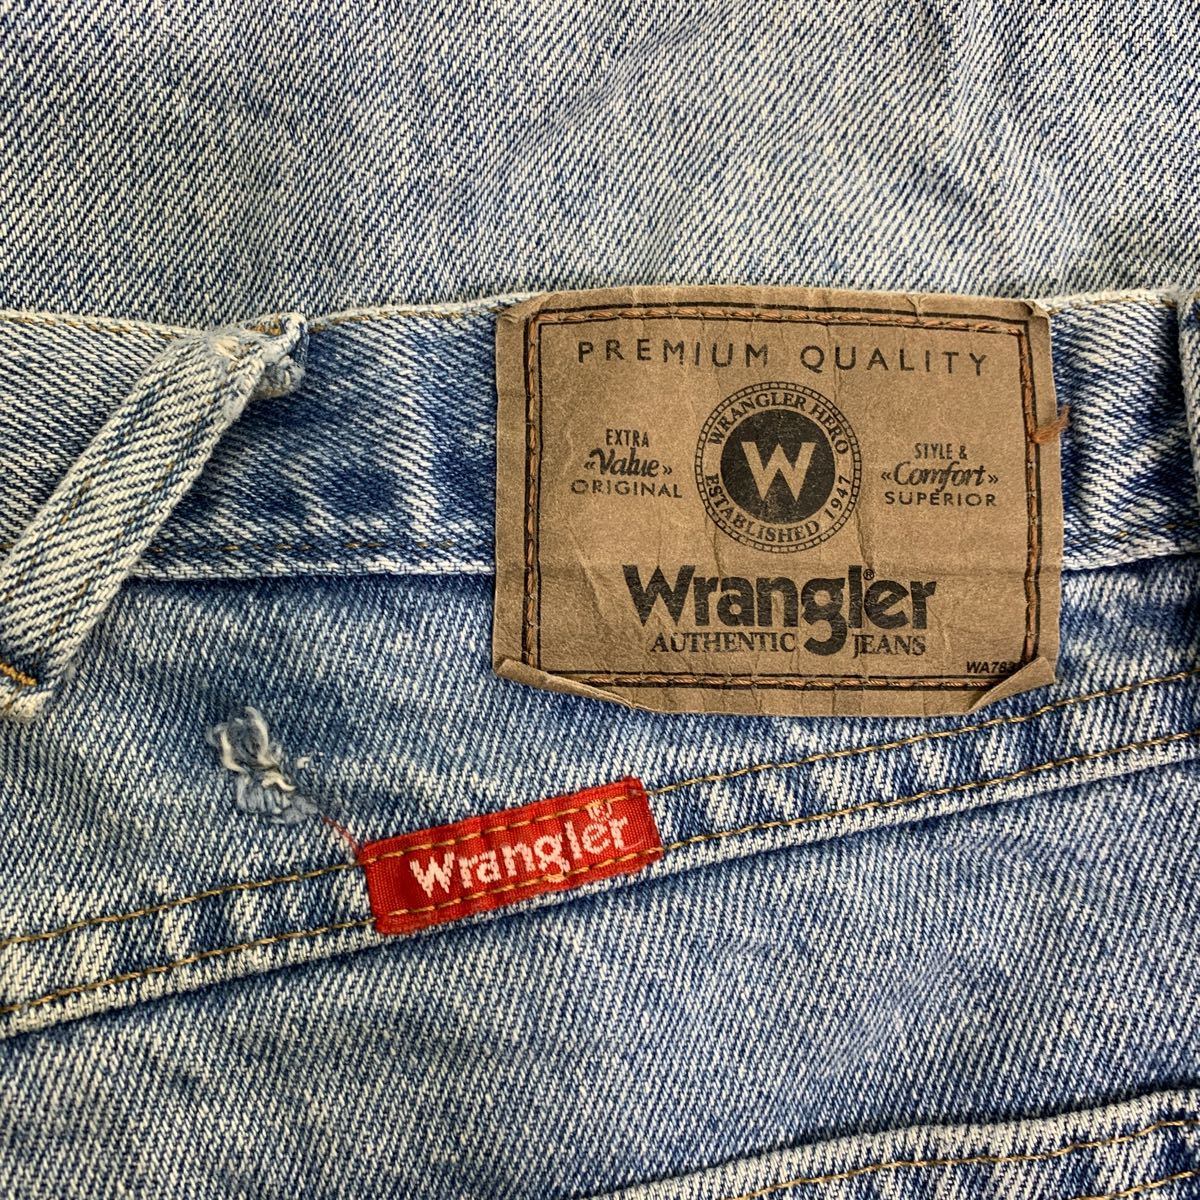 PREMIUM QUALITY
EXTRA
«Value»
ORIGINAL
WRANGLER HERO
W
ESTABLISHED 1947
STYLE &
«Comfort»
SUPERIOR
Wrangler®
AUTHENTIC JEANS
Wrangler®